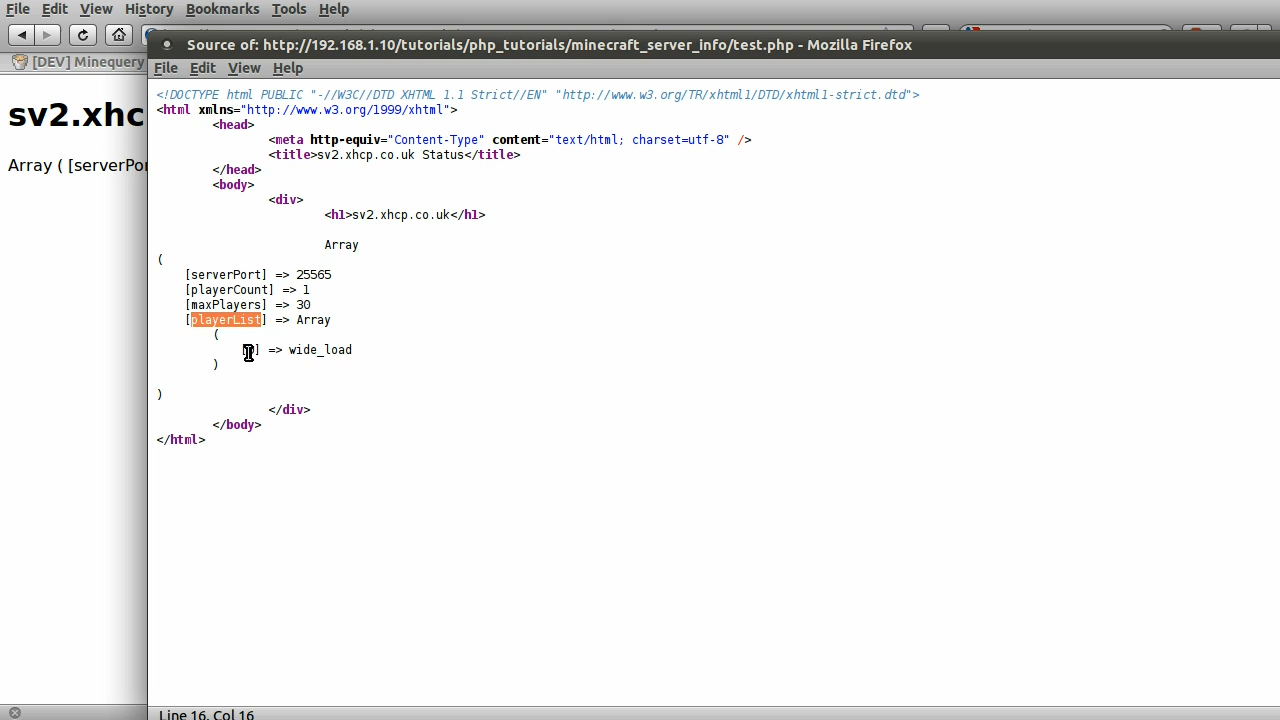 File Edit View History Bookmarks Tools Help
Source of: http://192.168.1.10/tutorials/php_tutorials/minecraft_server_info/test.php - Mozilla Firefox
[DEV] Minequery
File Edit View Help
sv2.xhc
Array ( [serverPor
<!DOCTYPE html PUBLIC "-//W3C//DTD XHTML 1.1 Strict//EN" "http://www.w3.org/TR/xhtml1/DTD/xhtml1-strict.dtd">
<html xmlns="http://www.w3.org/1999/xhtml">
<head>
<meta http-equiv="Content-Type" content="text/html; charset=utf-8" />
<title>sv2.xhcp.co.uk Status</title>
</head>
<body>
<div>
<h1>sv2.xhcp.co.uk</h1>
Array
(
[serverPort] => 25565
[playerCount] => 1
[maxPlayers] => 30
[playerList] => Array
(
] => wide_load
)
)
</div>
</body>
</html>
Line 16, Col 16